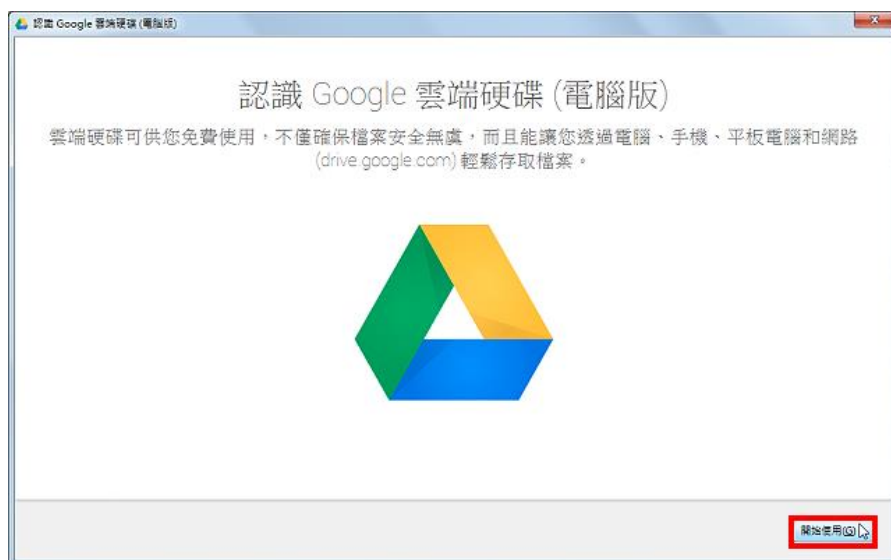 認識 Google 雲端硬碟 (電腦版)
認識 Google 雲端硬碟 (電腦版)
雲端硬碟可供您免費使用，不僅確保檔案安全無虞，而且能讓您透過電腦、手機、平板電腦和網路
(drive.google.com) 輕鬆存取檔案。
開始使用(G)